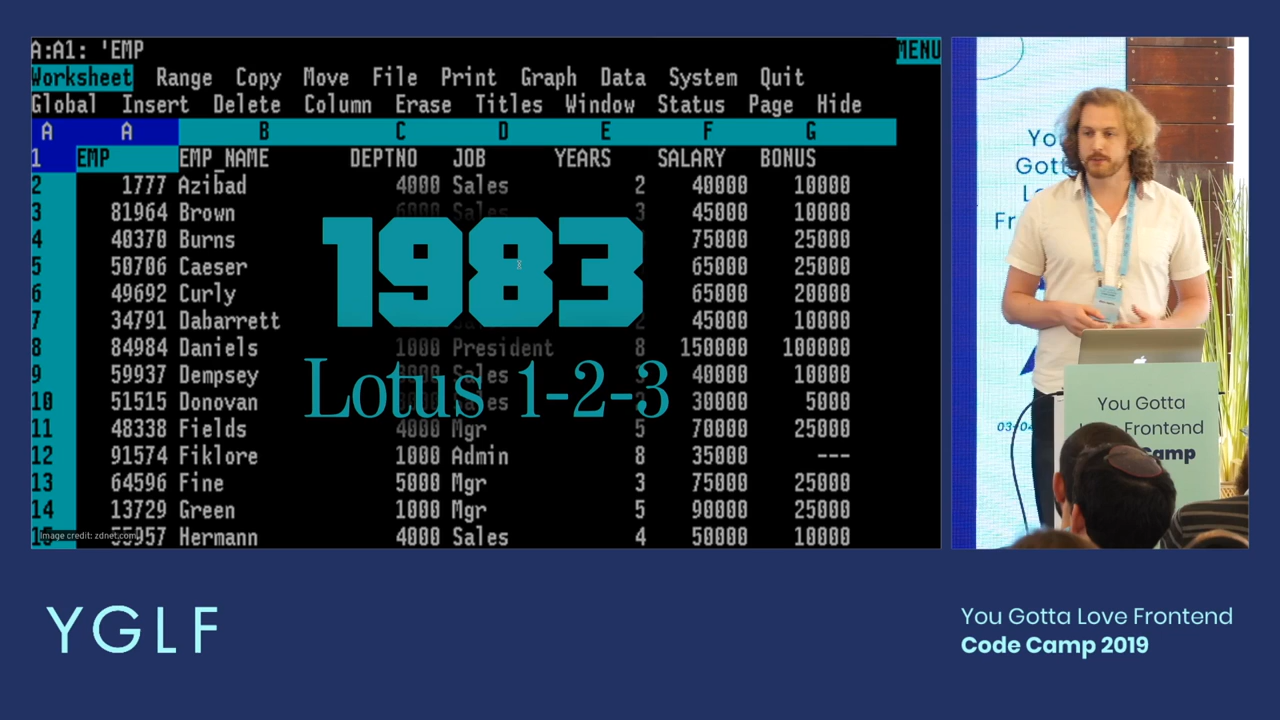 A:A1: 'EMP MENU
Worksheet Range Copy Move File Print Graph Data System Quit
Global Insert Delete Column Erase Titles Window Status Page Hide
A A B C D E F G
1 EMP EMP_NAME DEPTNO JOB YEARS SALARY BONUS
2 1777 Azibad 4000 Sales 2 40000 10000
3 81964 Brown 6000 Sales 3 45000 10000
4 40370 Burns 75000 25000
5 50706 Caeser 65000 25000
6 49692 Curly 65000 20000
7 34791 Dabarrett 45000 10000
8 84984 Daniels 1000 President 8 150000 100000
9 59937 Dempsey 40000 10000
10 51515 Donovan 30000 5000
11 48338 Fields 4000 Mgr 5 70000 25000
12 91574 Fiklore 1000 Admin 8 35000 ---
13 64596 Fine 5000 Mgr 3 75000 25000
14 13729 Green 1000 Mgr 5 90000 25000
Hermann 4000 Sales 4 50000 10000
1983
Lotus 1-2-3
Image credit: zdnet.com
You Gotta
Frontend
Camp
YGLF
You Gotta Love Frontend
Code Camp 2019